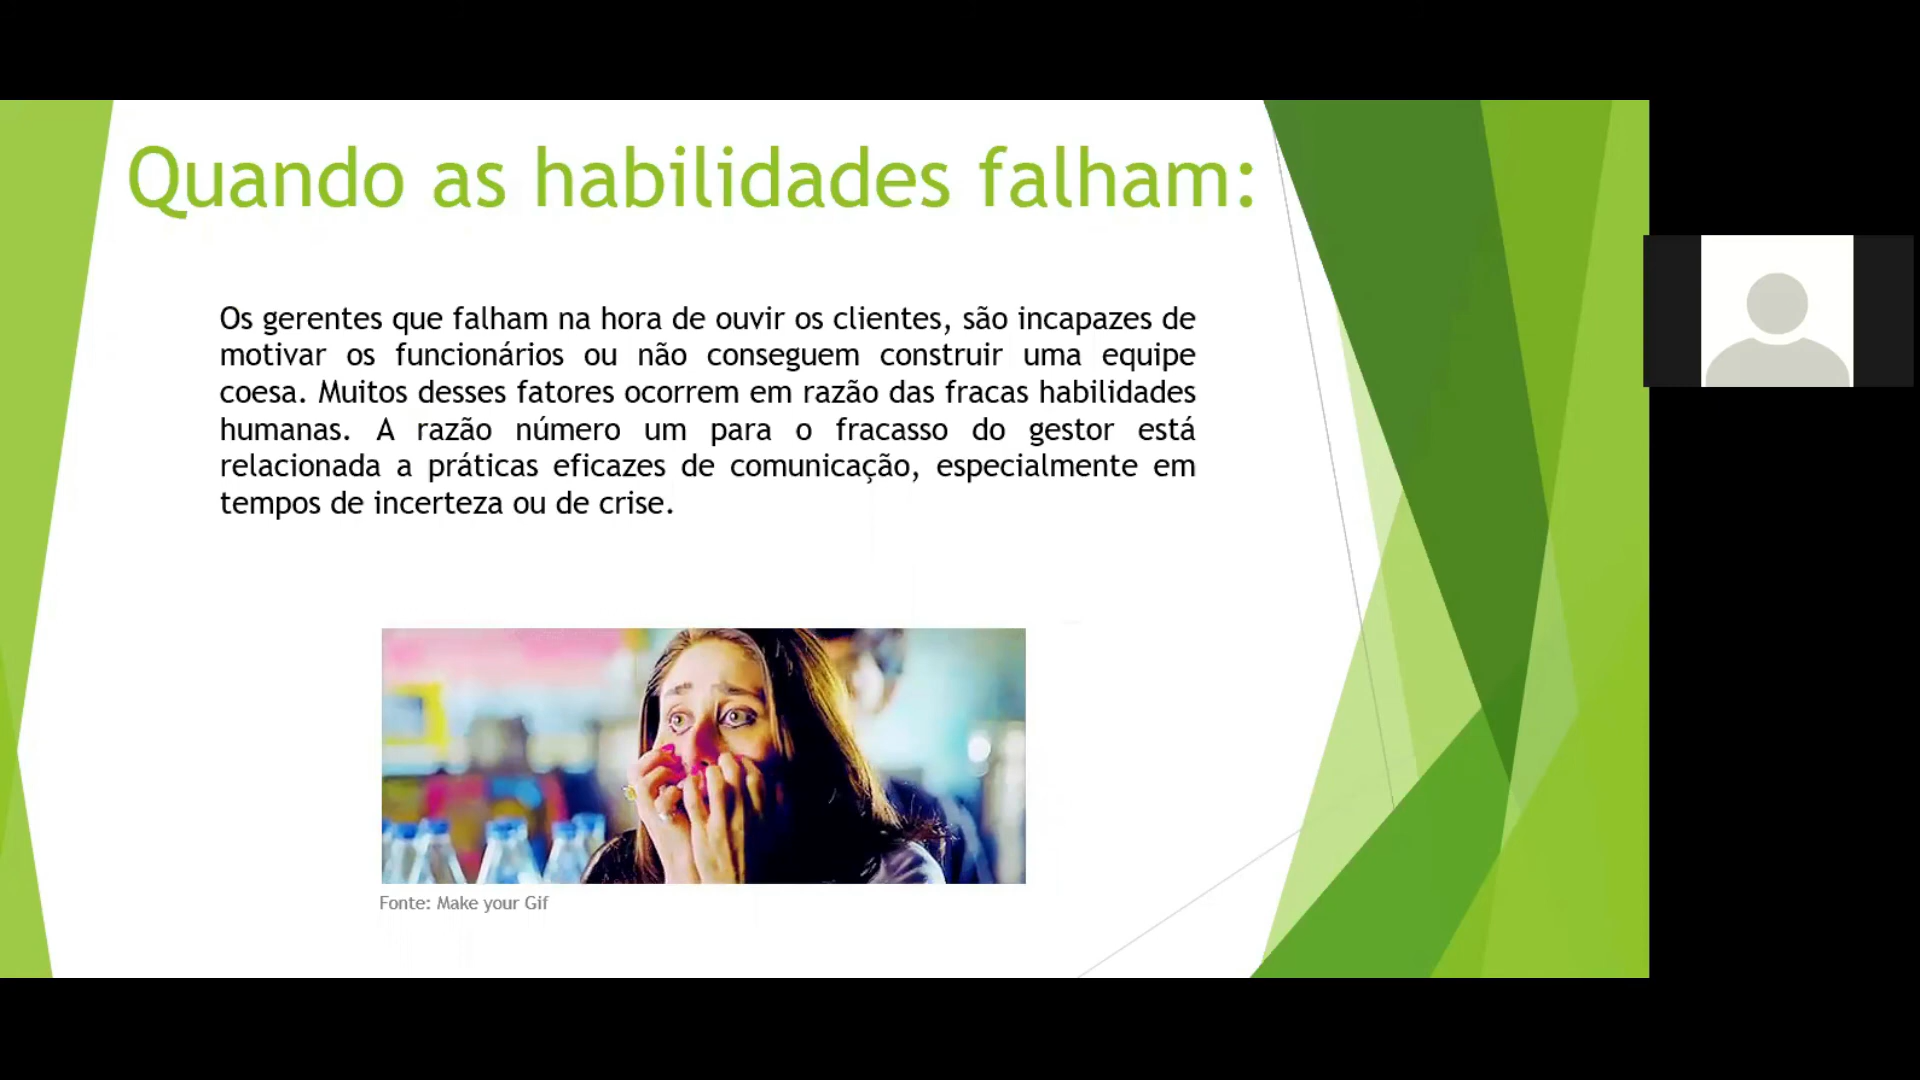 Quando as habilidades falham:
Os gerentes que falham na hora de ouvir os clientes, são incapazes de
motivar os funcionários ou não conseguem construir uma equipe
coesa. Muitos desses fatores ocorrem em razão das fracas habilidades
humanas. A razão número um para o fracasso do gestor está
relacionada a práticas eficazes de comunicação, especialmente em
tempos de incerteza ou de crise.
Fonte: Make your Gif